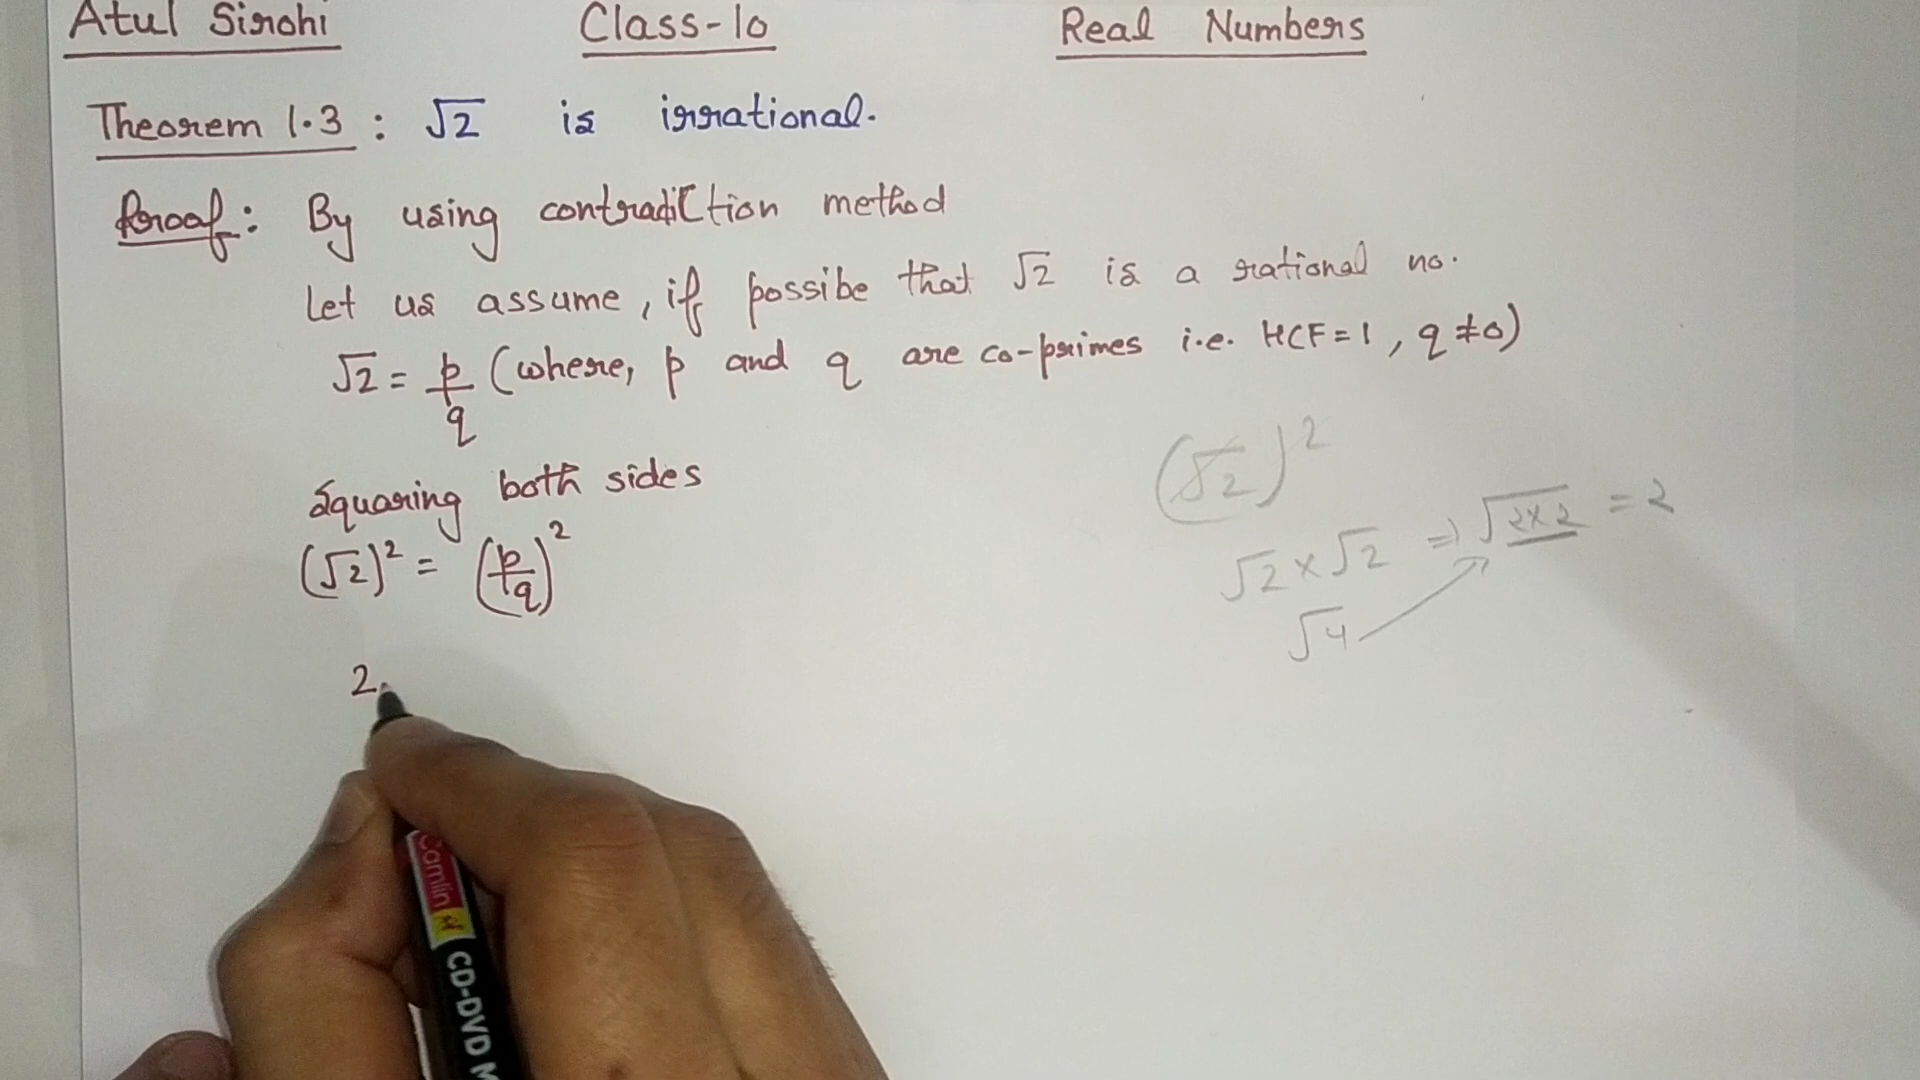 Atul Sirohi Class-10 Real Numbers
Theorem 1.3 : √2 is irrational.
Proof: By using contradiction method
Let us assume, if possibe that √2 is a rational no.
√2 = p/q (where, p and q are co-primes i.e. HCF=1, q≠0)
Squaring both sides
(√2)² = (p/q)²
2
(√2)²
√2×√2 ⇒ √2×2 = 2
√4
Camlin
CD-DVD M